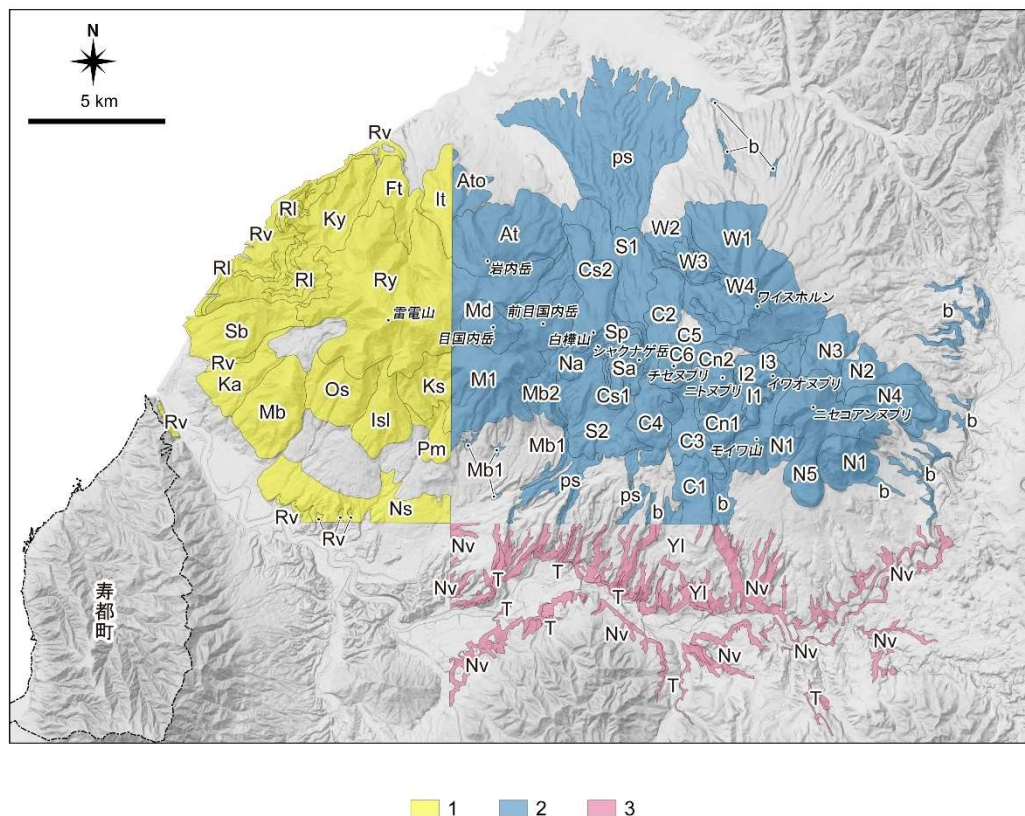 N
5 km
Rv
Ft
It
Ato
ps
b
Rl
Ky
Rv
At
W2
W1
S1
岩内岳
W3
Rl
Rl
Ry
Cs2
W4
ワイスホルン
雷電山
Md
前目国内岳
C2
目国内岳
白樺山
Sp
C5
b
Sb
シャクナゲ岳
C6
Cn2
I3
N3
Rv
Na
Sa
チセヌプリ
I2
イワオヌプリ
N2
Ka
Os
Ks
M1
Mb2
Cs1
ニトヌプリ
I1
N4
Mb
Isl
ニセコアンヌプリ
Rv
S2
C4
Cn1
b
Pm
Mb1
C3
モイワ山
N1
N1
Mb1
N5
ps
ps
C1
b
b
b
Ns
b
Rv
Rv
Nv
Yl
T
T
Nv
T
Yl
Nv
Nv
T
T
Nv
Nv
Nv
Nv
Nv
T
T
寿都町
1
2
3